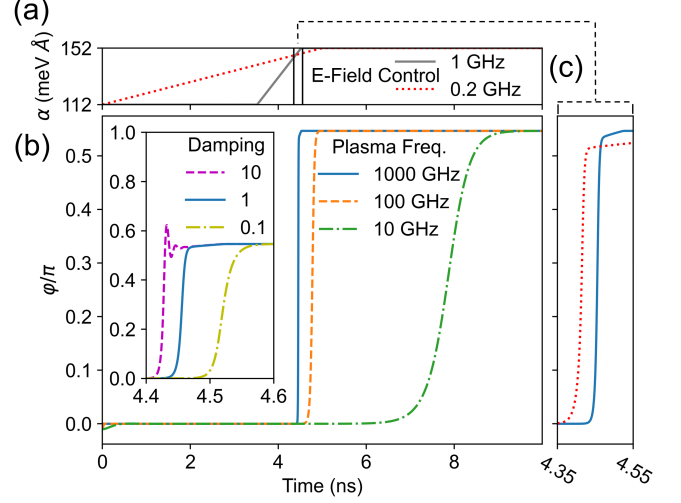 (a)
α (meV Å)
152
112
E-Field Control
1 GHz
0.2 GHz
(c)
(b)
φ/π
0.5
0.4
0.3
0.2
0.1
0.0
Damping
10
1
0.1
1.0
0.8
0.6
0.4
0.2
0.0
4.4
4.5
4.6
Plasma Freq.
1000 GHz
100 GHz
10 GHz
0
2
4
6
8
Time (ns)
4.35
4.55